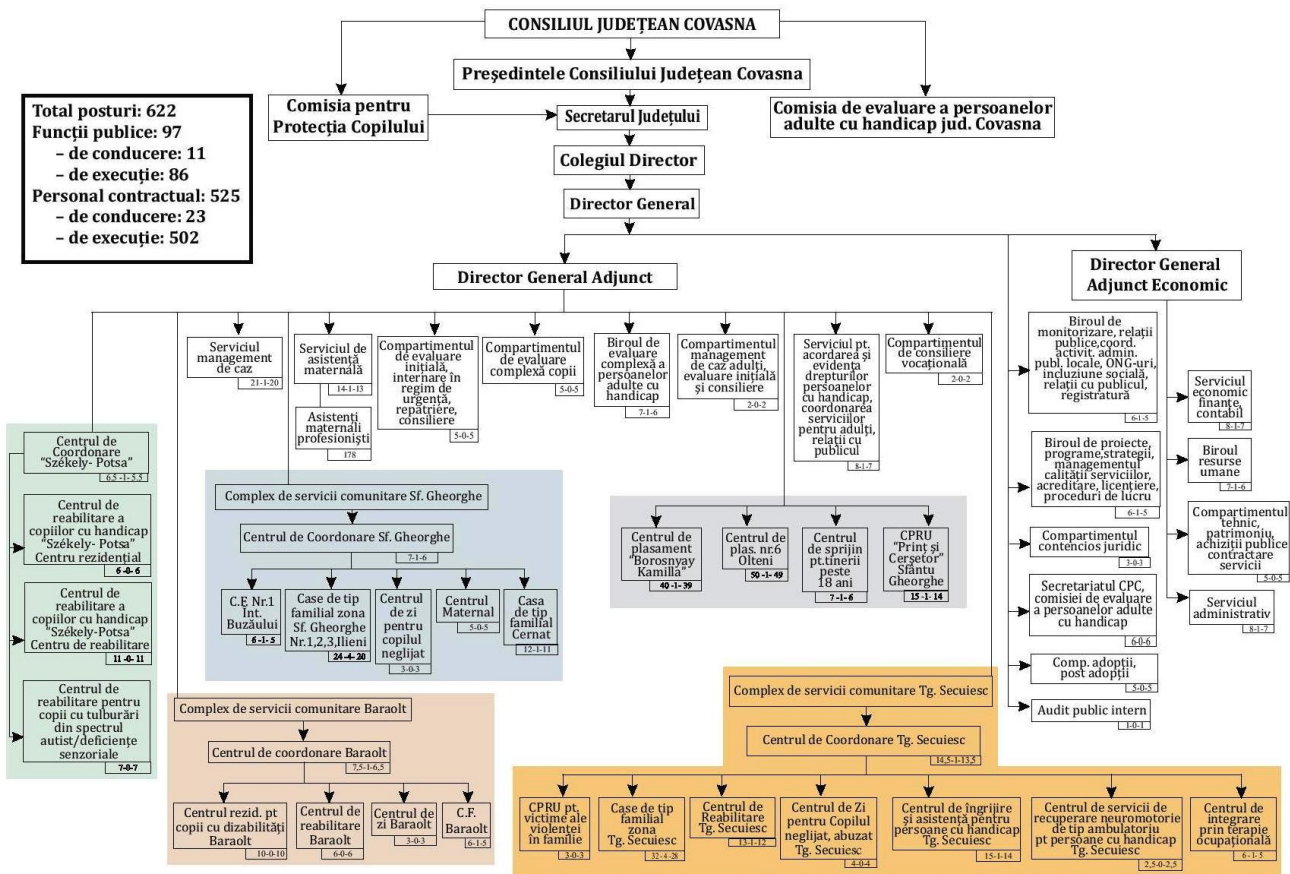 CONSILIUL JUDEȚEAN COVASNA
Președintele Consiliului Județean Covasna
Comisia pentru
Protecția Copilului
Secretarul Județului
Comisia de evaluare a persoanelor
adulte cu handicap jud. Covasna
Colegiul Director
Director General
Total posturi: 622
Funcții publice: 97
– de conducere: 11
– de execuție: 86
Personal contractual: 525
– de conducere: 23
– de execuție: 502
Director General Adjunct
Director General
Adjunct Economic
Serviciul
management
de caz
21-1-20
Serviciul de
asistență
maternală
14-1-13
Asistenți
maternali
profesioniști
178
Compartimentul
de evaluare
inițială,
internare în
regim de
urgență,
repatriere,
consiliere
5-0-5
Compartimentul
de evaluare
complexă copii
5-0-5
Biroul de
evaluare
complexă a
persoanelor
adulte cu
handicap
7-1-6
Compartimentul
management
de caz adulți,
evaluare inițială
și consiliere
2-0-2
Serviciul pt.
acordarea și
evidența
drepturilor
persoanelor
cu handicap,
coordonarea
serviciilor
pentru adulți,
relații cu
publicul
8-1-7
Compartimentul
de consiliere
vocațională
2-0-2
Biroul de
monitorizare, relații
publice,coord.
activit. admin.
publ. locale, ONG-uri,
incluziune socială,
relații cu publicul,
registratură
6-1-5
Biroul de proiecte,
programe,strategii,
managementul
calității serviciilor,
acreditare, licențiere,
proceduri de lucru
6-1-5
Compartimentul
contencios juridic
3-0-3
Secretariatul CPC,
comisiei de evaluare
a persoanelor adulte
cu handicap
6-0-6
Comp. adopții,
post adopții
5-0-5
Audit public intern
1-0-1
Serviciul
economic
finanțe,
contabil
8-1-7
Biroul
resurse
umane
7-1-6
Compartimentul
tehnic,
patrimoniu,
achiziții publice
contractare
servicii
5-0-5
Serviciul
administrativ
8-1-7
Centrul de
Coordonare
"Székely- Potsa"
6,5 -1- 5,5
Centrul de
reabilitare a
copiilor cu handicap
"Székely- Potsa"
Centru rezidențial
6 -0- 6
Centrul de
reabilitare a
copiilor cu handicap
"Székely-Potsa"
Centru de reabilitare
11 -0- 11
Centrul de
reabilitare pentru
copii cu tulburări
din spectrul
autist/deficiențe
senzoriale
7-0-7
Complex de servicii comunitare Sf. Gheorghe
Centrul de Coordonare Sf. Gheorghe
7-1-6
C.F. Nr.1
Înt.
Buzăului
6 -1- 5
Case de tip
familial zona
Sf. Gheorghe
Nr.1,2,3,Ilieni
24 -4- 20
Centrul
de zi
pentru
copilul
neglijat
3-0-3
Centrul
Maternal
5-0-5
Casa
de tip
familial
Cernat
12-1-11
Centrul de
plasament
"Borosnyay
Kamilla"
40 -1- 39
Centrul de
plas. nr.6
Olteni
50 -1- 49
Centrul
de sprijin
pt.tinerii
peste
18 ani
7 -1- 6
CPRU
"Prinț și
Cerșetor"
Sfântu
Gheorghe
15 -1- 14
Complex de servicii comunitare Baraolt
Centrul de coordonare Baraolt
7,5-1-6,5
Centrul rezid. pt
copii cu dizabilități
Baraolt
10-0-10
Centrul de
reabilitare
Baraolt
6-0-6
Centrul de
zi Baraolt
3-0-3
C.F.
Baraolt
6-1-5
Complex de servicii comunitare Tg. Secuiesc
Centrul de Coordonare Tg. Secuiesc
14,5-1-13,5
CPRU pt.
victime ale
violenței
în familie
3-0-3
Case de tip
familial
zona
Tg. Secuiesc
32- 4 -28
Centrul de
Reabilitare
Tg. Secuiesc
13-1-12
Centrul de Zi
pentru Copilul
neglijat, abuzat
Tg. Secuiesc
4-0-4
Centrul de îngrijire
și asistență pentru
persoane cu handicap
Tg. Secuiesc
15-1-14
Centrul de servicii de
recuperare neuromotorie
de tip ambulatoriu
pt persoane cu handicap
Tg. Secuiesc
2,5-0-2,5
Centrul de
integrare
prin terapie
ocupațională
6 -1- 5